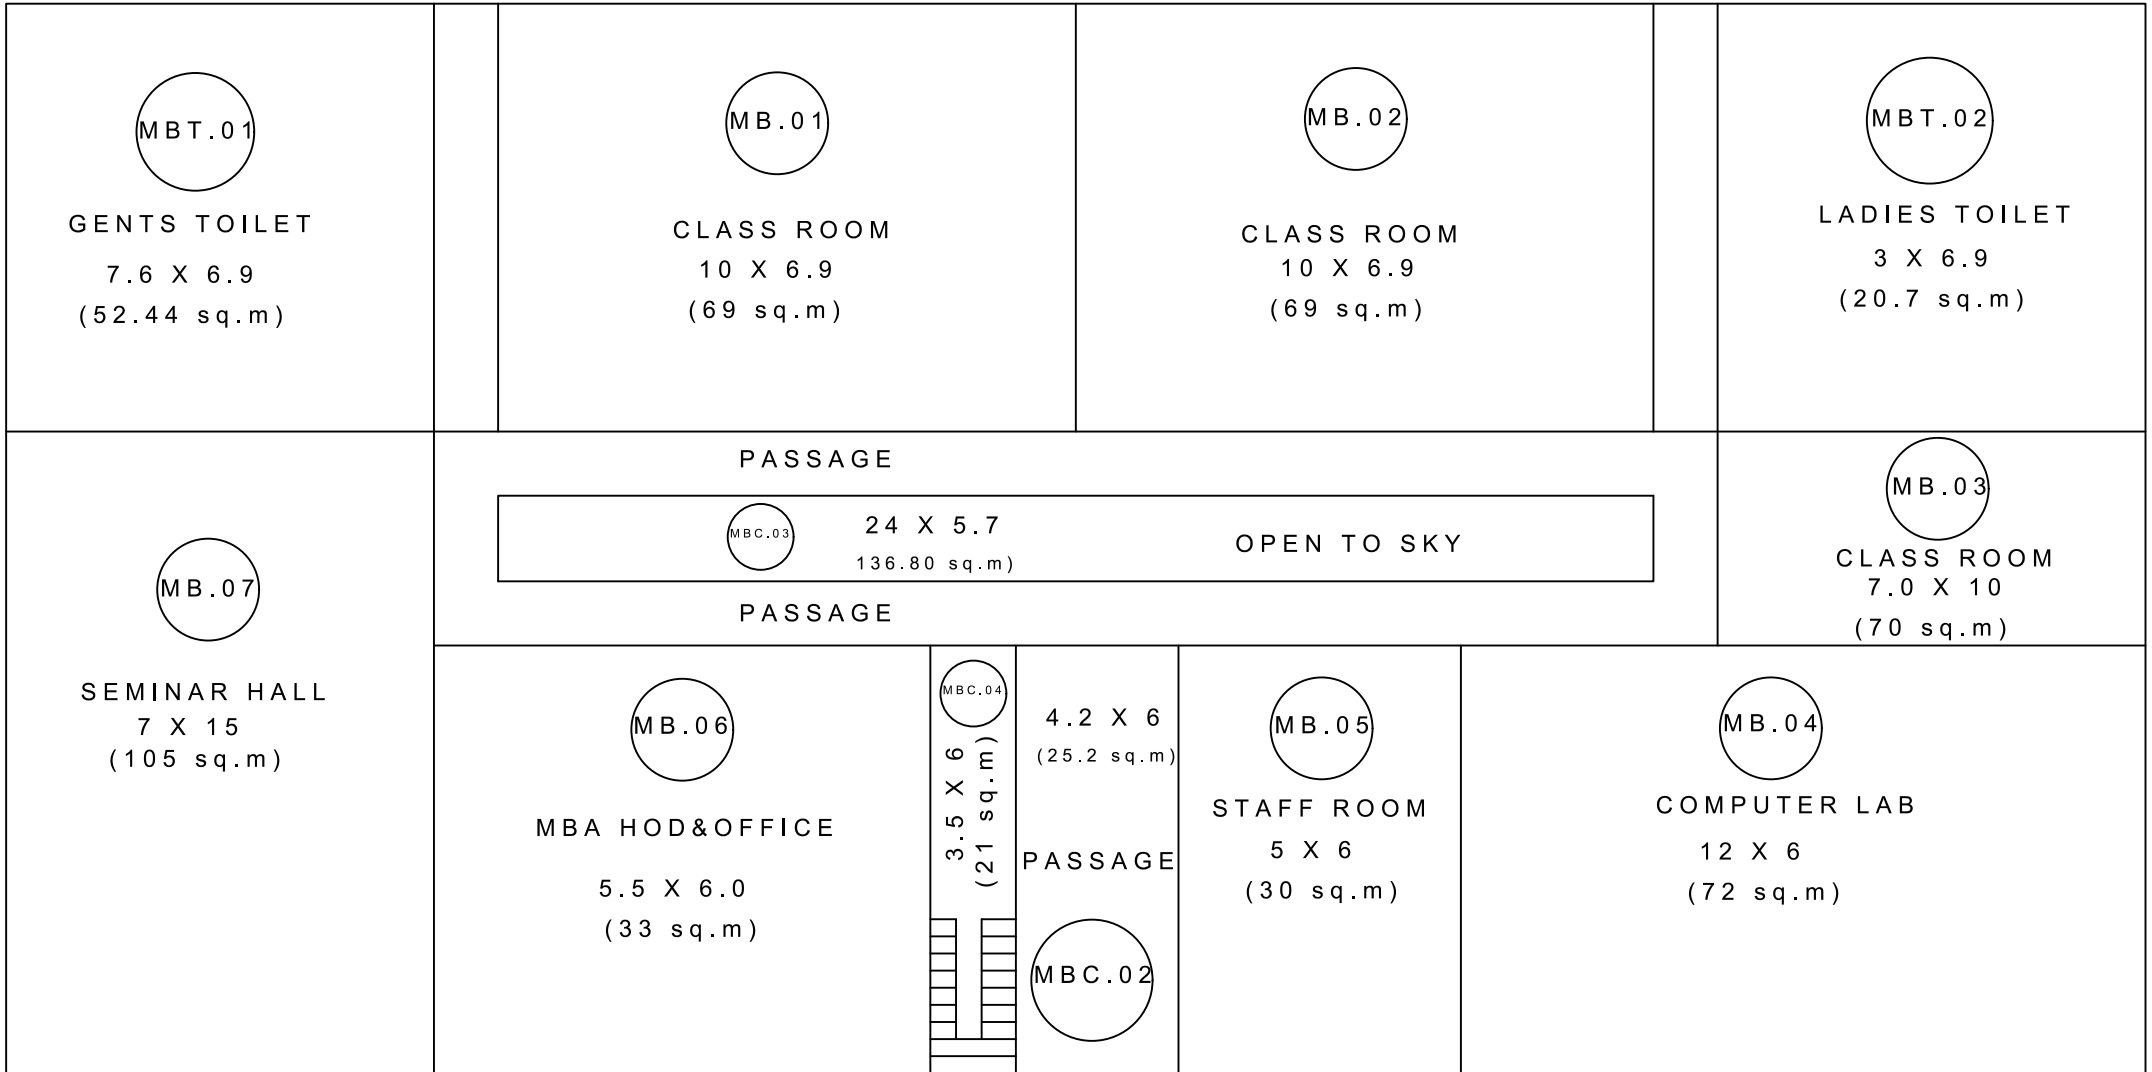 MBT.01
GENTS TOILET
7.6 X 6.9
(52.44 sq.m)
MB.01
CLASS ROOM
10 X 6.9
(69 sq.m)
MB.02
CLASS ROOM
10 X 6.9
(69 sq.m)
MBT.02
LADIES TOILET
3 X 6.9
(20.7 sq.m)
PASSAGE
MBC.03
24 X 5.7
136.80 sq.m)
OPEN TO SKY
PASSAGE
MB.03
CLASS ROOM
7.0 X 10
(70 sq.m)
MB.07
SEMINAR HALL
7 X 15
(105 sq.m)
MB.06
MBA HOD&OFFICE
5.5 X 6.0
(33 sq.m)
MBC.04
3.5 X 6
(21 sq.m)
4.2 X 6
(25.2 sq.m)
PASSAGE
MBC.02
MB.05
STAFF ROOM
5 X 6
(30 sq.m)
MB.04
COMPUTER LAB
12 X 6
(72 sq.m)